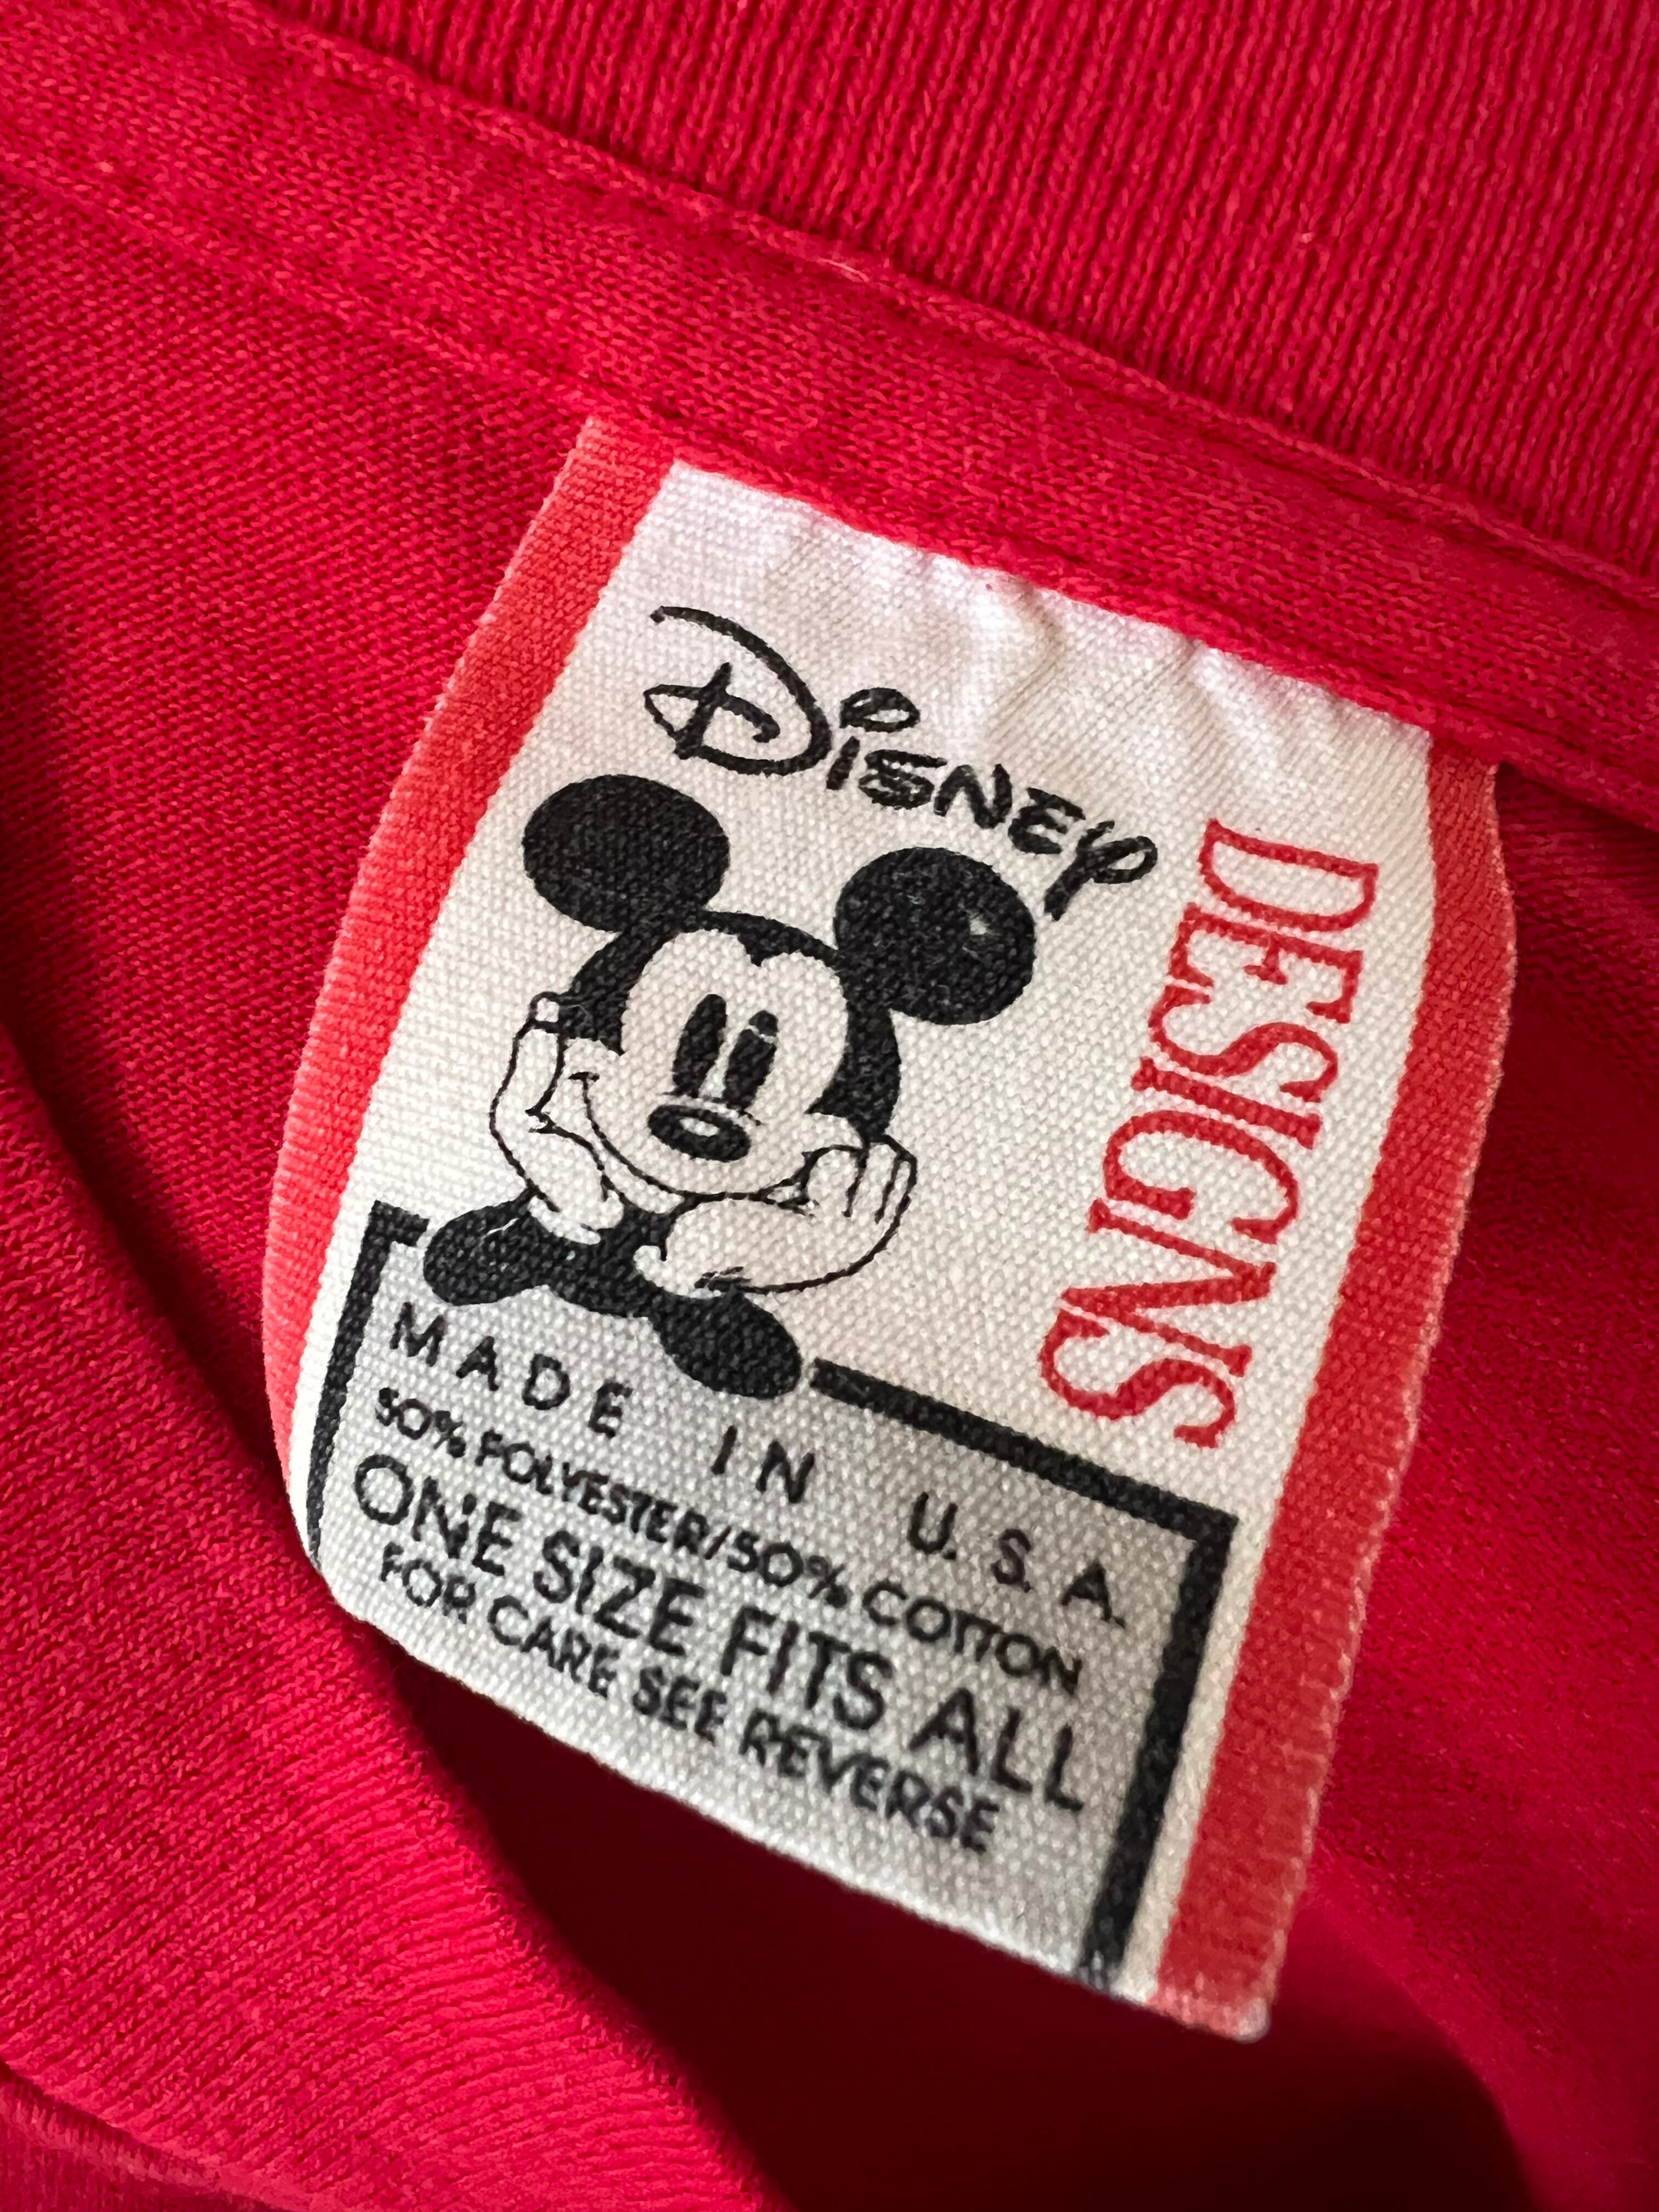 Disney
DESIGNS
MADE IN U.S.A.
50% POLYESTER/50% COTTON
ONE SIZE FITS ALL
FOR CARE SEE REVERSE